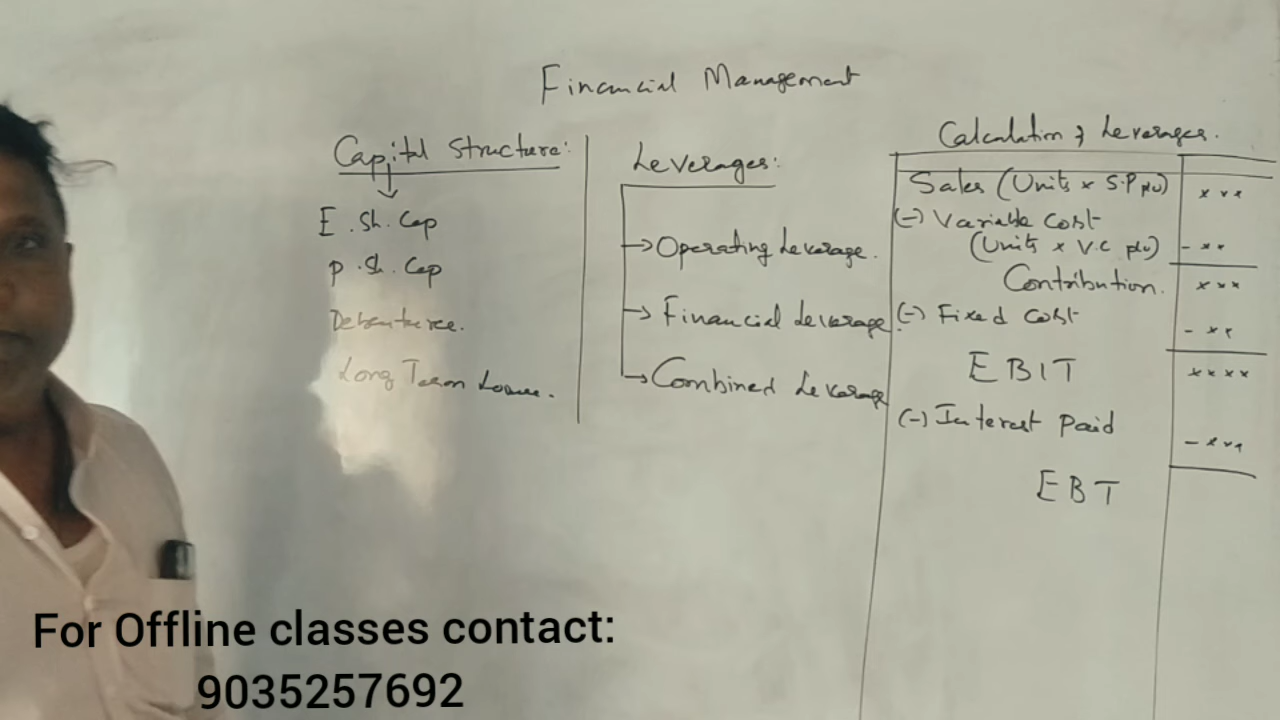 Financial Management
Capital Structure:
E. Sh. Cap
P. Sh. Cap
Debentures.
Long Term Loans.
Leverages:
→ Operating Leverage.
→ Financial Leverage.
→ Combined Leverage
Calculation of Leverages.
Sales (Units x S.P p/u) x x x
(-) Variable Cost
(Units x V.C p/u) - x x
Contribution. x x x
(-) Fixed Cost
- x x
EBIT x x x x
(-) Interest Paid
- x x x
EBT
For Offline classes contact:
9035257692